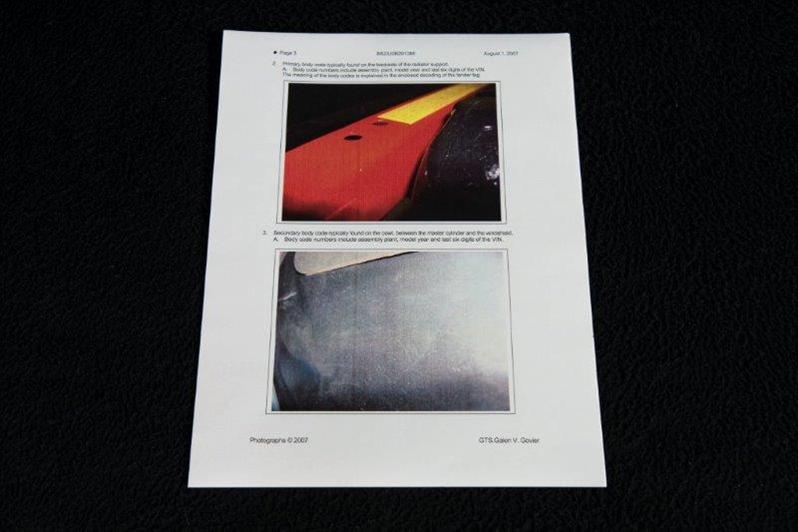 • Page 3 August 1, 2007
2. Primary body code typically found on the backside of the radiator support.
A. Body code numbers include assembly plant, model year and last six digits of the VIN.
The meaning of the body codes is explained in the enclosed decoding of the fender tag.
3. Secondary body code typically found on the cowl, between the master cylinder and the windshield.
A. Body code numbers include assembly plant, model year and last six digits of the VIN.
Photographs © 2007 GTS.Galen V. Govier